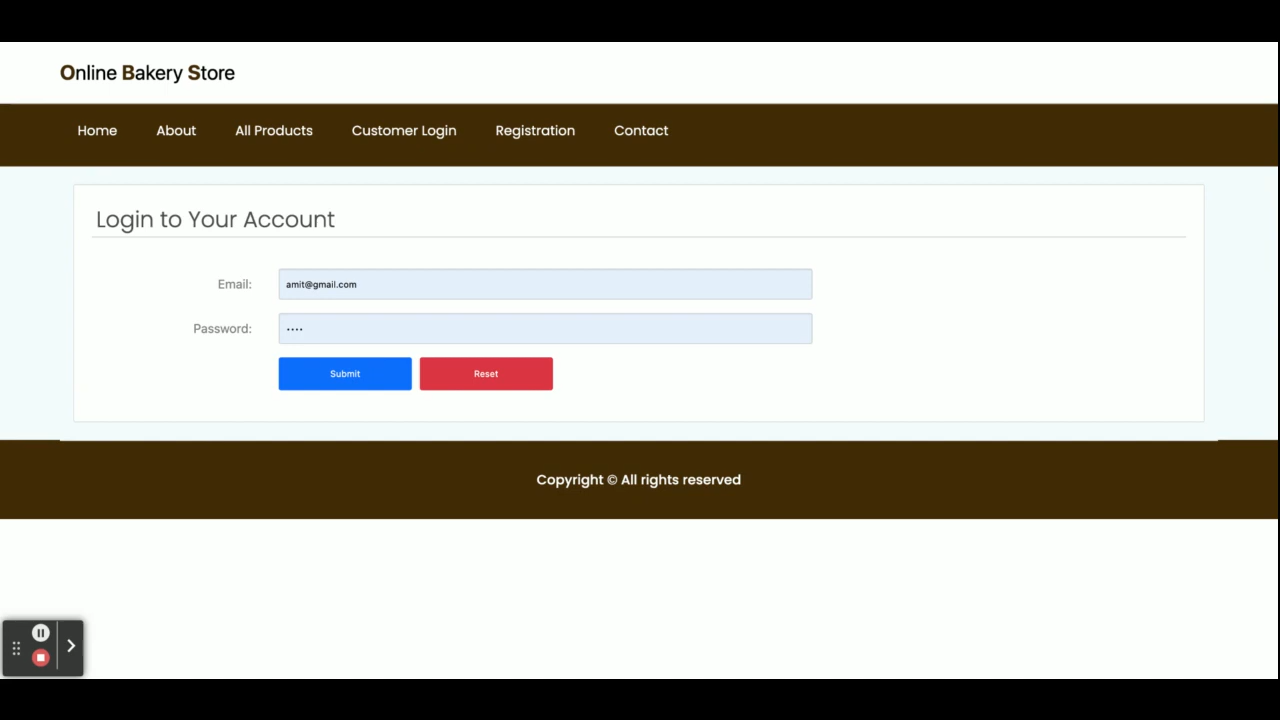 Online Bakery Store
Home About All Products Customer Login Registration Contact
Login to Your Account
Email: amit@gmail.com
Password: ••••
Submit Reset
Copyright © All rights reserved